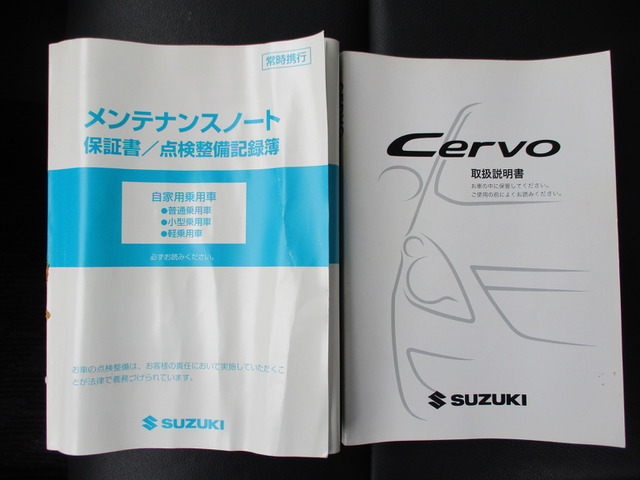 常時携行
メンテナンスノート
保証書／点検整備記録簿
自家用乗用車
●普通乗用車
●小型乗用車
●軽乗用車
必ずお読みください。
お車の点検整備は、お客様の責任において実施していただくこ
とが法律で義務づけられています。
SUZUKI
Cervo
取扱説明書
お車の中に保管してください。
ご使用の前によくお読みください。
SUZUKI